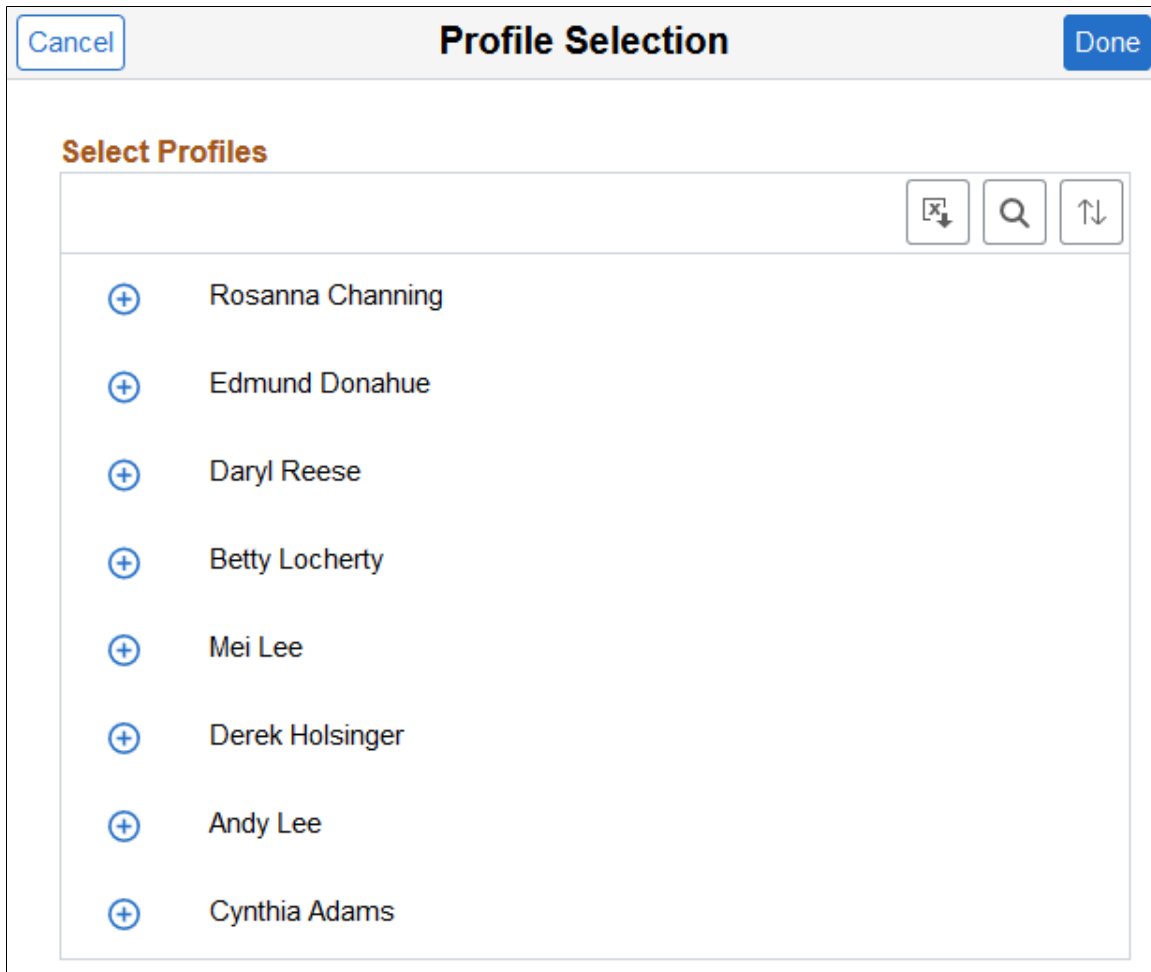 Cancel
Profile Selection
Done
Select Profiles
Rosanna Channing
Edmund Donahue
Daryl Reese
Betty Locherty
Mei Lee
Derek Holsinger
Andy Lee
Cynthia Adams